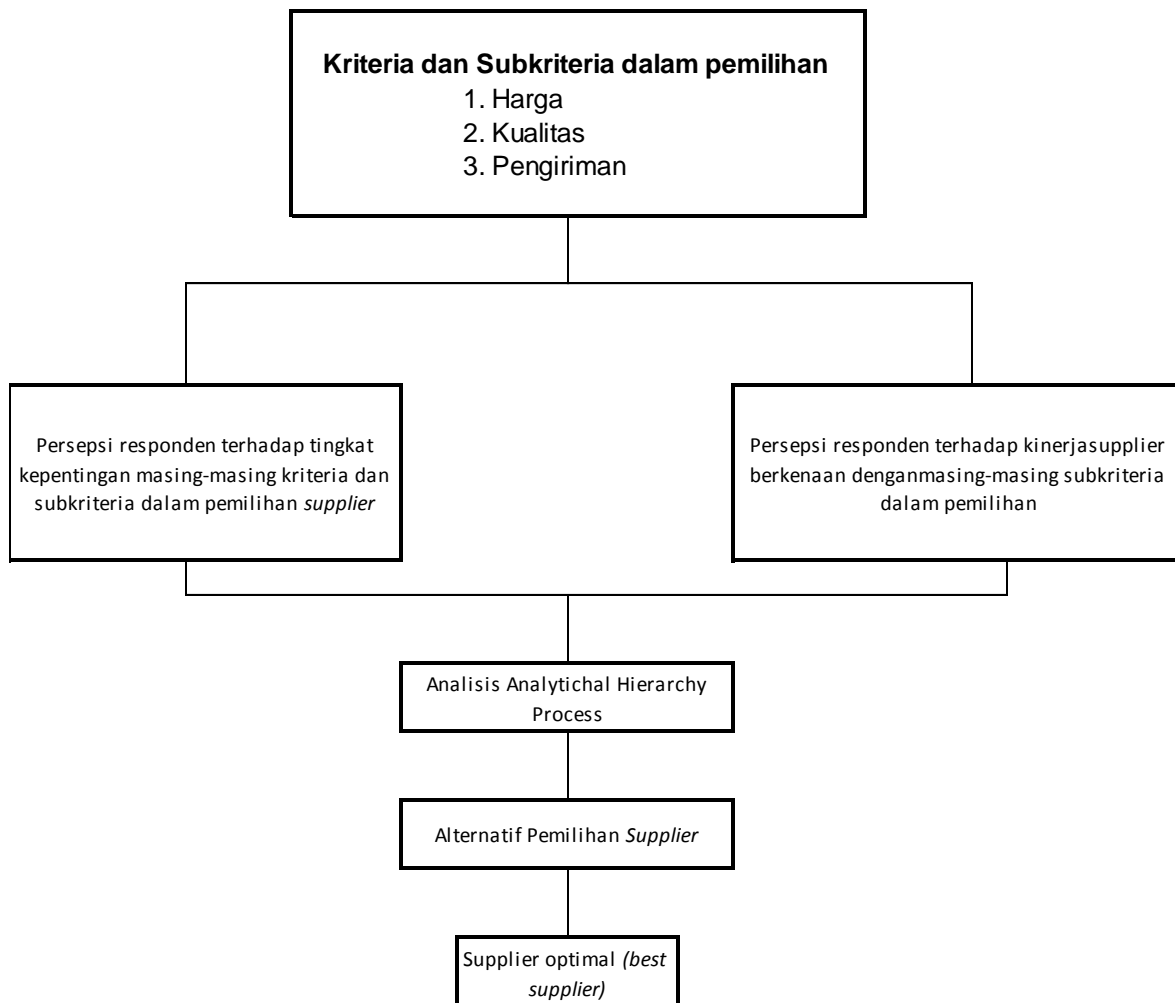 Kriteria dan Subkriteria dalam pemilihan
1. Harga
2. Kualitas
3. Pengiriman
Persepsi responden terhadap tingkat
kepentingan masing-masing kriteria dan
subkriteria dalam pemilihan supplier
Persepsi responden terhadap kinerjasupplier
berkenaan denganmasing-masing subkriteria
dalam pemilihan
Analisis Analytichal Hierarchy
Process
Alternatif Pemilihan Supplier
Supplier optimal (best
supplier)